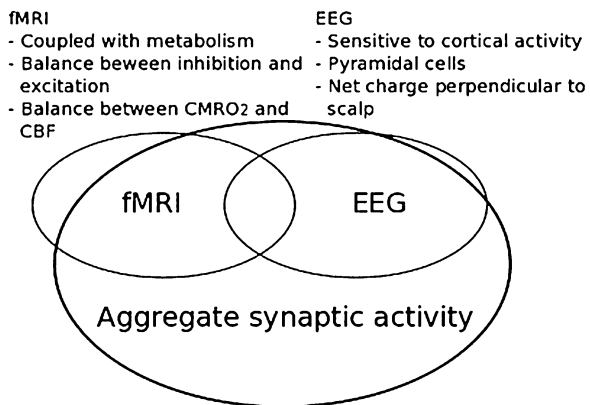 fMRI
- Coupled with metabolism
- Balance beween inhibition and
excitation
- Balance between CMRO2 and
CBF
EEG
- Sensitive to cortical activity
- Pyramidal cells
- Net charge perpendicular to
scalp
fMRI
EEG
Aggregate synaptic activity